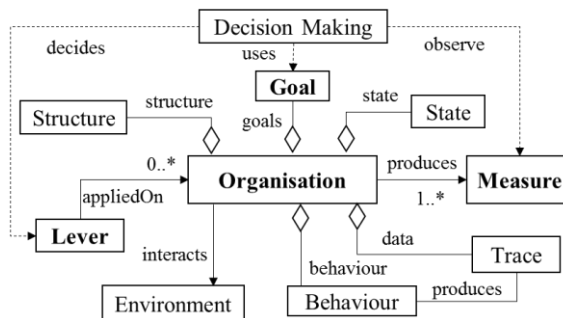 Decision Making
decides
uses
observe
Goal
structure
state
Structure
goals
State
0..*
produces
Organisation
Measure
appliedOn
1..*
Lever
data
interacts
Trace
behaviour
produces
Environment
Behaviour